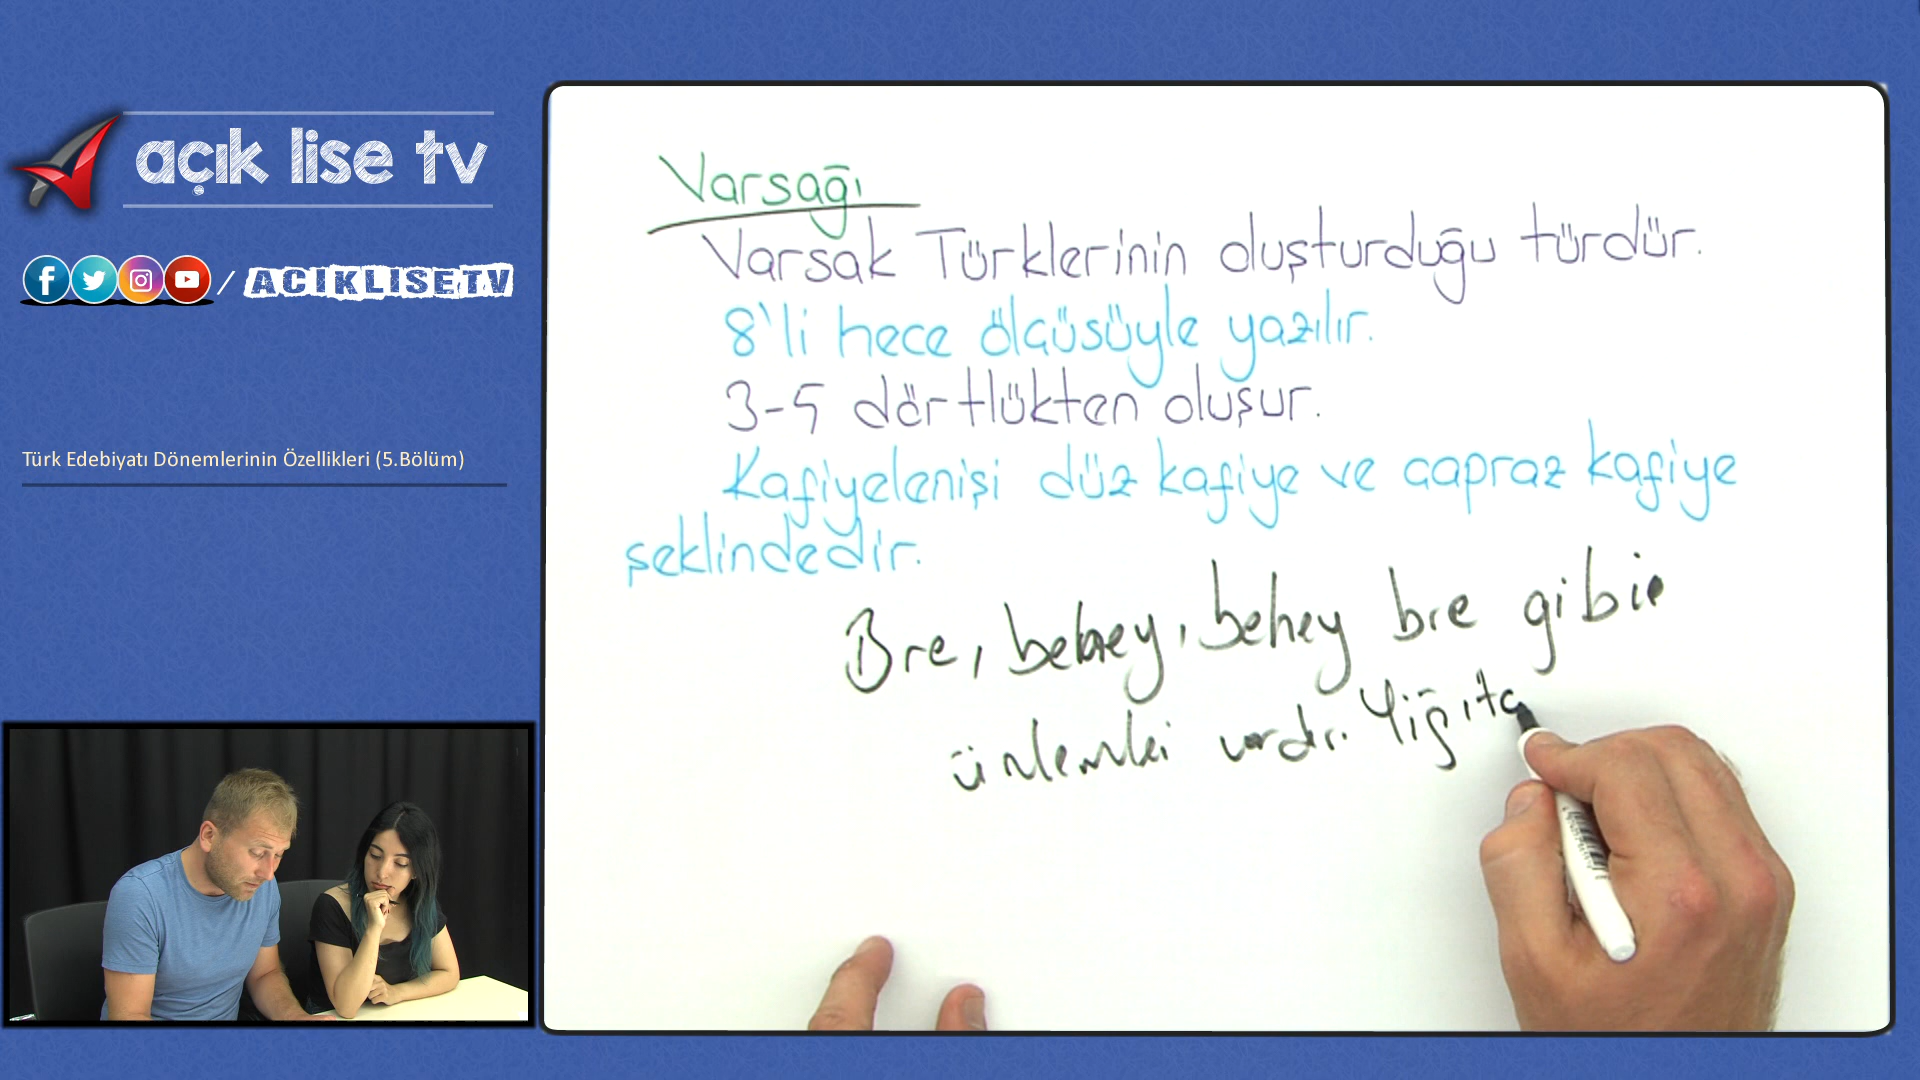 açık lise tv
/ ACIKLISETV
Türk Edebiyatı Dönemlerinin Özellikleri (5.Bölüm)
Varsağı
Varsak Türklerinin oluşturduğu türdür.
8'li hece ölçüsüyle yazılır.
3-5 dörtlükten oluşur.
Kafiyelenişi düz kafiye ve çapraz kafiye
şeklindedir.
Bre, behey, behey bre gibi
ünlemler vardır. Yiğit